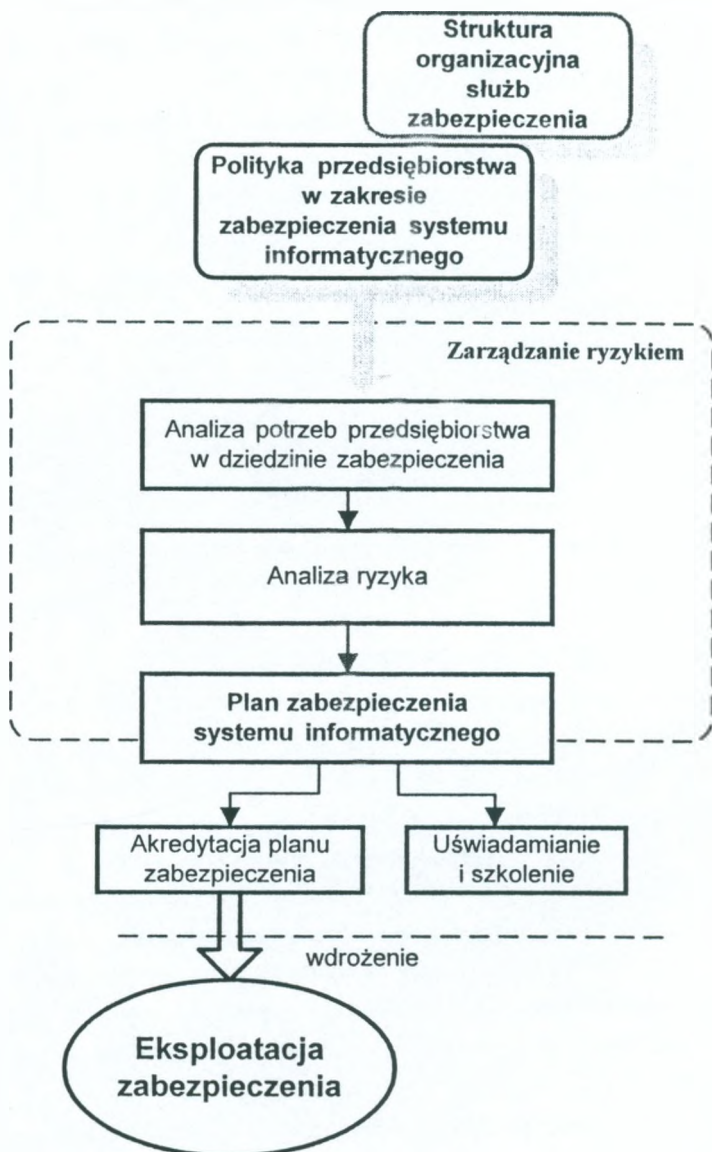 Struktura
organizacyjna
służb
zabezpieczenia
Polityka przedsiębiorstwa
w zakresie
zabezpieczenia systemu
informatycznego
Zarządzanie ryzykiem
Analiza potrzeb przedsiębiorstwa
w dziedzinie zabezpieczenia
Analiza ryzyka
Plan zabezpieczenia
systemu informatycznego
Akredytacja planu
zabezpieczenia
Uświadamianie
i szkolenie
wdrożenie
Eksploatacja
zabezpieczenia